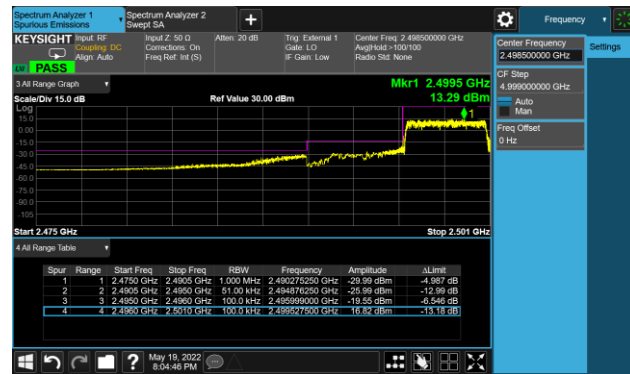 Spectrum Analyzer 1
Spurious Emissions
Spectrum Analyzer 2
Swept SA
Frequency
KEYSIGHT
Input: RF
Coupling: DC
Align: Auto
Input Z: 50 Ω
Corrections: On
Freq Ref: Int (S)
Atten: 20 dB
Trig: External 1
Gate: LO
IF Gain: Low
Center Freq: 2.498500000 GHz
Avg|Hold:>100/100
Radio Std: None
PASS
Center Frequency
2.498500000 GHz
Settings
CF Step
4.999000000 GHz
Auto
Man
Freq Offset
0 Hz
3 All Range Graph
Mkr1 2.4995 GHz
Scale/Div 15.0 dB
Ref Value 30.00 dBm
13.29 dBm
Log
15.0
0.00
-15.0
-30.0
-45.0
-60.0
-75.0
-90.0
-105
1
Start 2.475 GHz
Stop 2.501 GHz
4 All Range Table
Spur Range Start Freq Stop Freq RBW Frequency Amplitude ΔLimit
1 1 2.4750 GHz 2.4905 GHz 1.000 MHz 2.490275250 GHz -29.99 dBm -4.987 dB
2 2 2.4905 GHz 2.4950 GHz 51.00 kHz 2.494876250 GHz -25.99 dBm -12.99 dB
3 3 2.4950 GHz 2.4960 GHz 100.0 kHz 2.495999000 GHz -19.55 dBm -6.546 dB
4 4 2.4960 GHz 2.5010 GHz 100.0 kHz 2.499527500 GHz 16.82 dBm -13.18 dB
May 19, 2022
8:04:46 PM